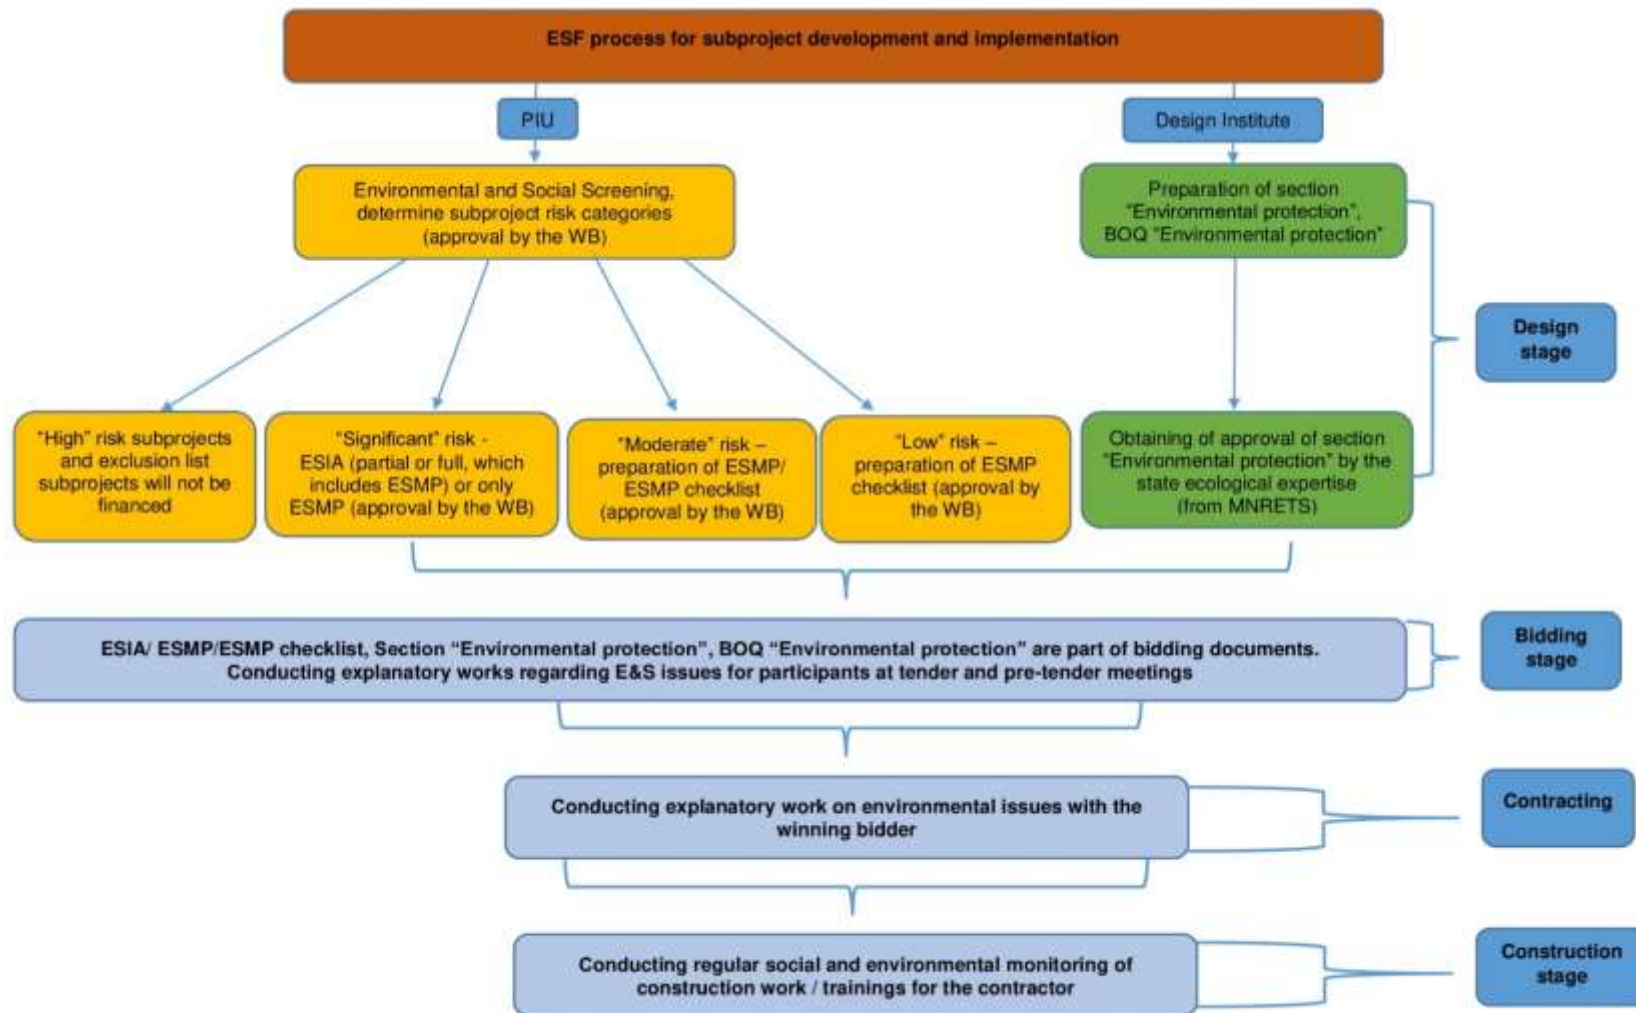 ESF process for subproject development and implementation
PIU
Design Institute
Environmental and Social Screening,
determine subproject risk categories
(approval by the WB)
Preparation of section
“Environmental protection”,
BOQ “Environmental protection”
Design
stage
“High” risk subprojects
and exclusion list
subprojects will not be
financed
“Significant” risk -
ESIA (partial or full, which
includes ESMP) or only
ESMP (approval by the WB)
“Moderate” risk –
preparation of ESMP/
ESMP checklist
(approval by the WB)
“Low” risk –
preparation of ESMP
checklist (approval by
the WB)
Obtaining of approval of section
“Environmental protection” by the
state ecological expertise
(from MNRETS)
ESIA/ ESMP/ESMP checklist, Section “Environmental protection”, BOQ “Environmental protection” are part of bidding documents.
Conducting explanatory works regarding E&S issues for participants at tender and pre-tender meetings
Bidding
stage
Conducting explanatory work on environmental issues with the
winning bidder
Contracting
Conducting regular social and environmental monitoring of
construction work / trainings for the contractor
Construction
stage